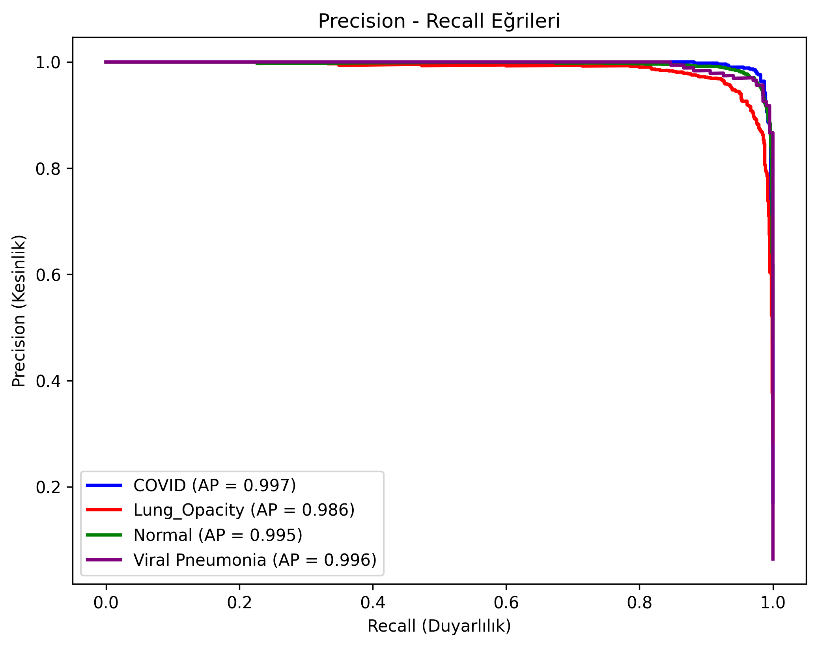 Precision - Recall Eğrileri
1.0
0.8
0.6
0.4
0.2
Precision (Kesinlik)
COVID (AP = 0.997)
Lung_Opacity (AP = 0.986)
Normal (AP = 0.995)
Viral Pneumonia (AP = 0.996)
0.0 0.2 0.4 0.6 0.8 1.0
Recall (Duyarlılık)